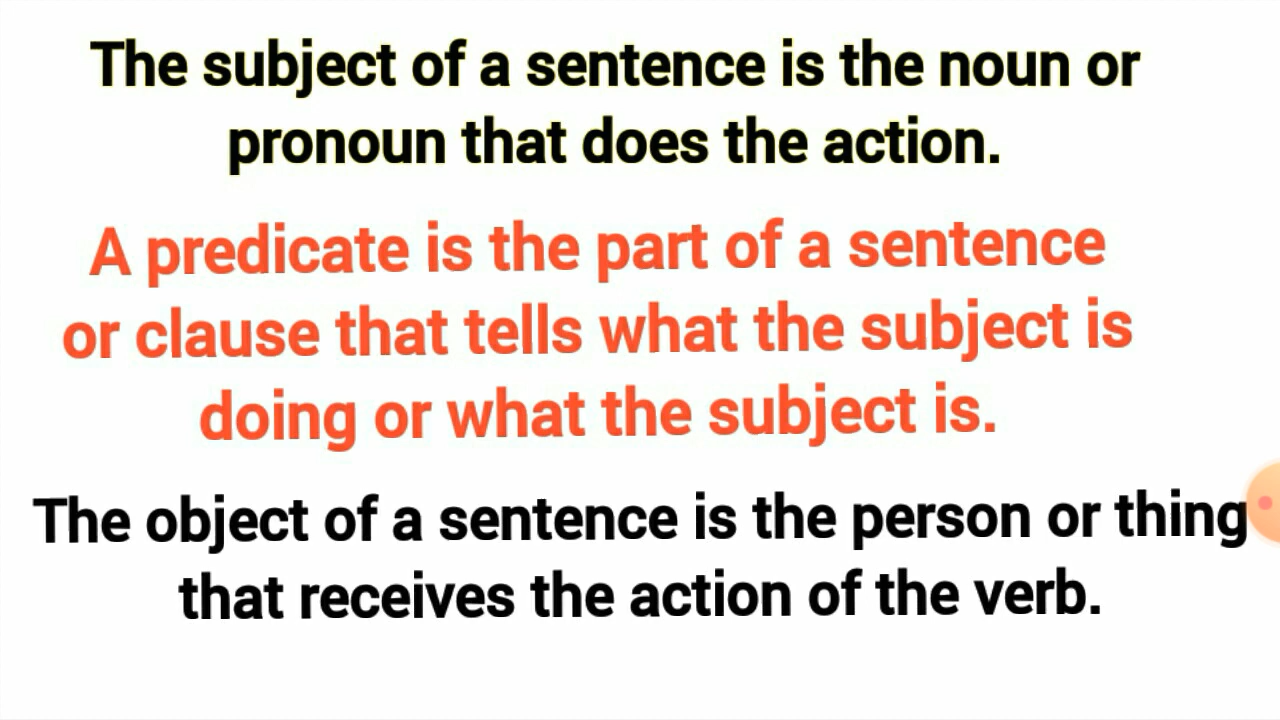 The subject of a sentence is the noun or
pronoun that does the action.
A predicate is the part of a sentence
or clause that tells what the subject is
doing or what the subject is.
The object of a sentence is the person or thing
that receives the action of the verb.